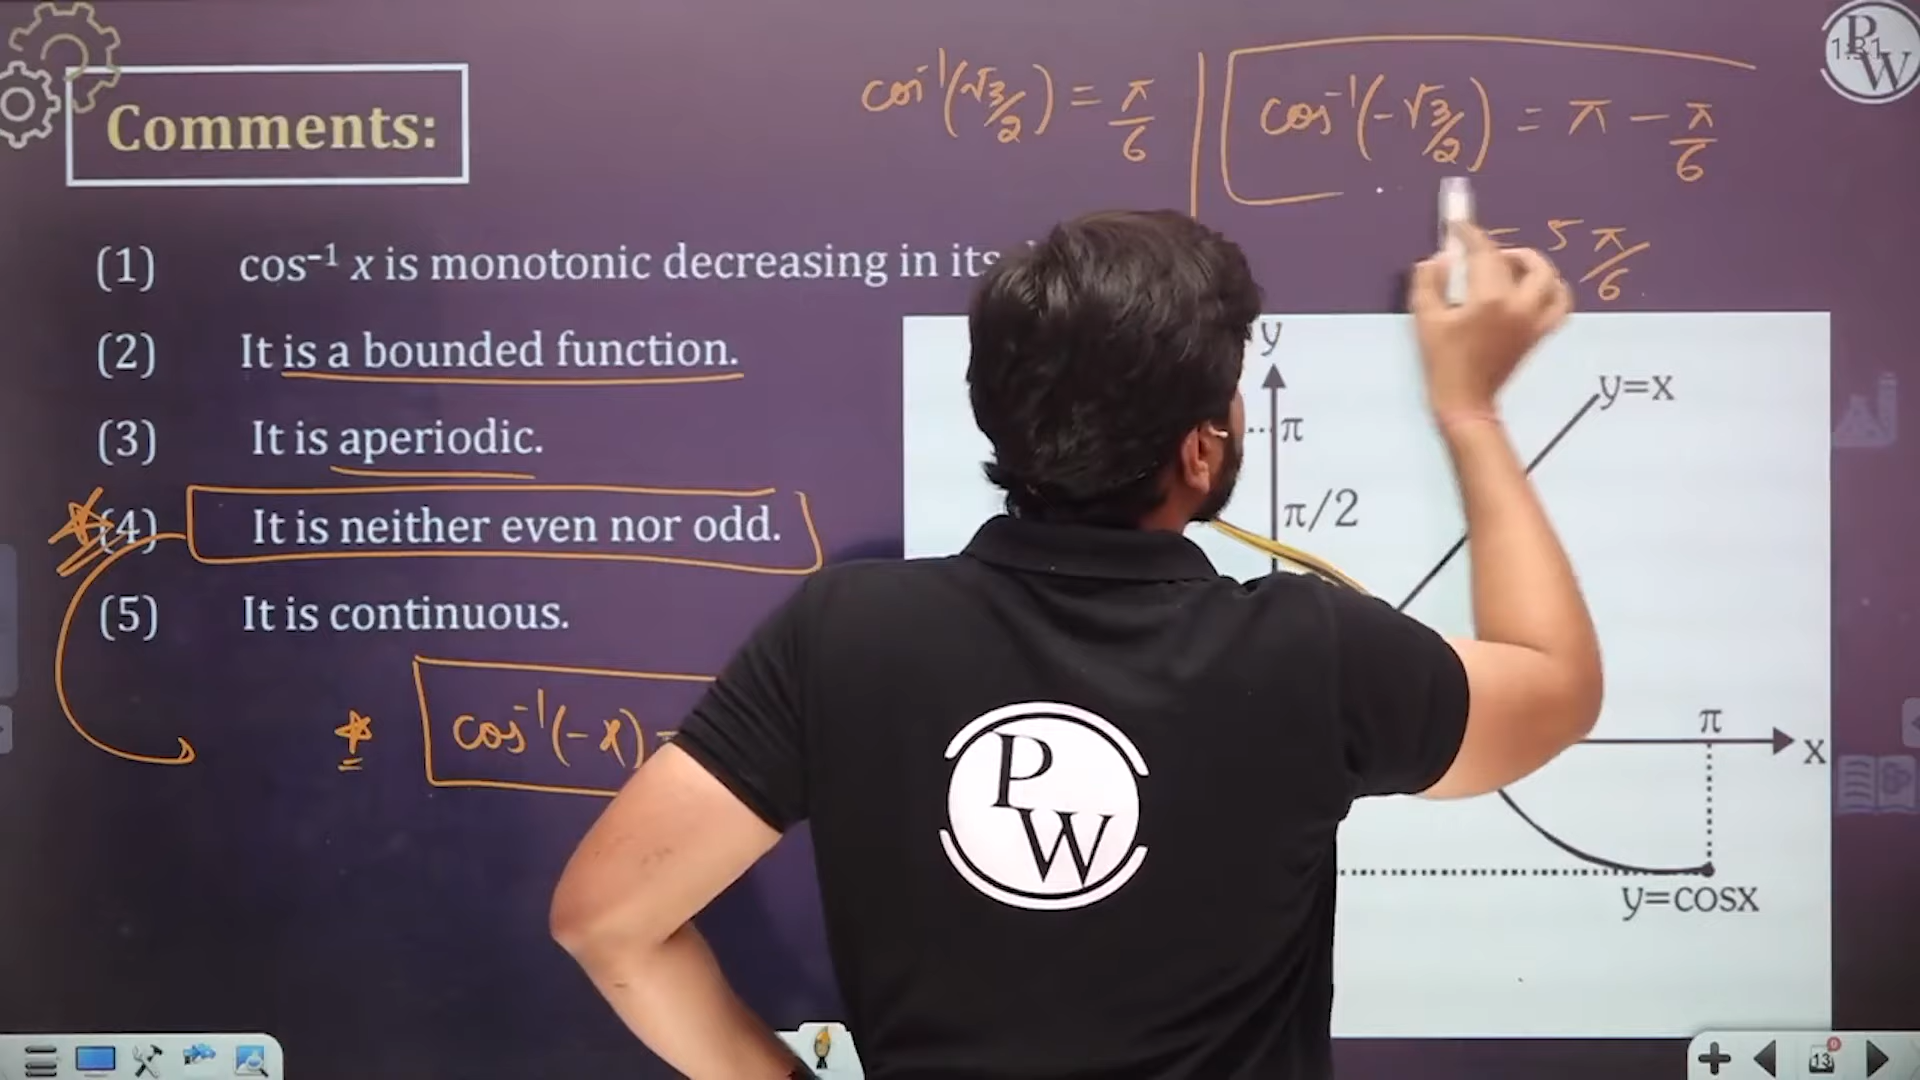 Comments:
cos⁻¹(√3/2) = π/6
cos⁻¹(-√3/2) = π - π/6
= 5π/6
(1) cos⁻¹ x is monotonic decreasing in its
(2) It is a bounded function.
(3) It is aperiodic.
(4) It is neither even nor odd.
(5) It is continuous.
* cos⁻¹(-x) =
y
π
π/2
y=x
π
x
y=cosx
PW
PW
13